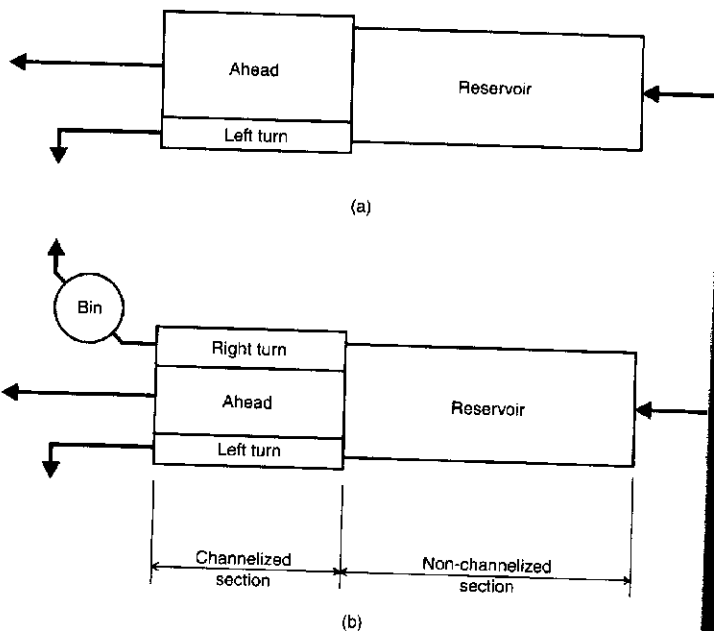 Ahead
Reservoir
Left turn
(a)
Bin
Right turn
Ahead
Reservoir
Left turn
Channelized
section
Non-channelized
section
(b)